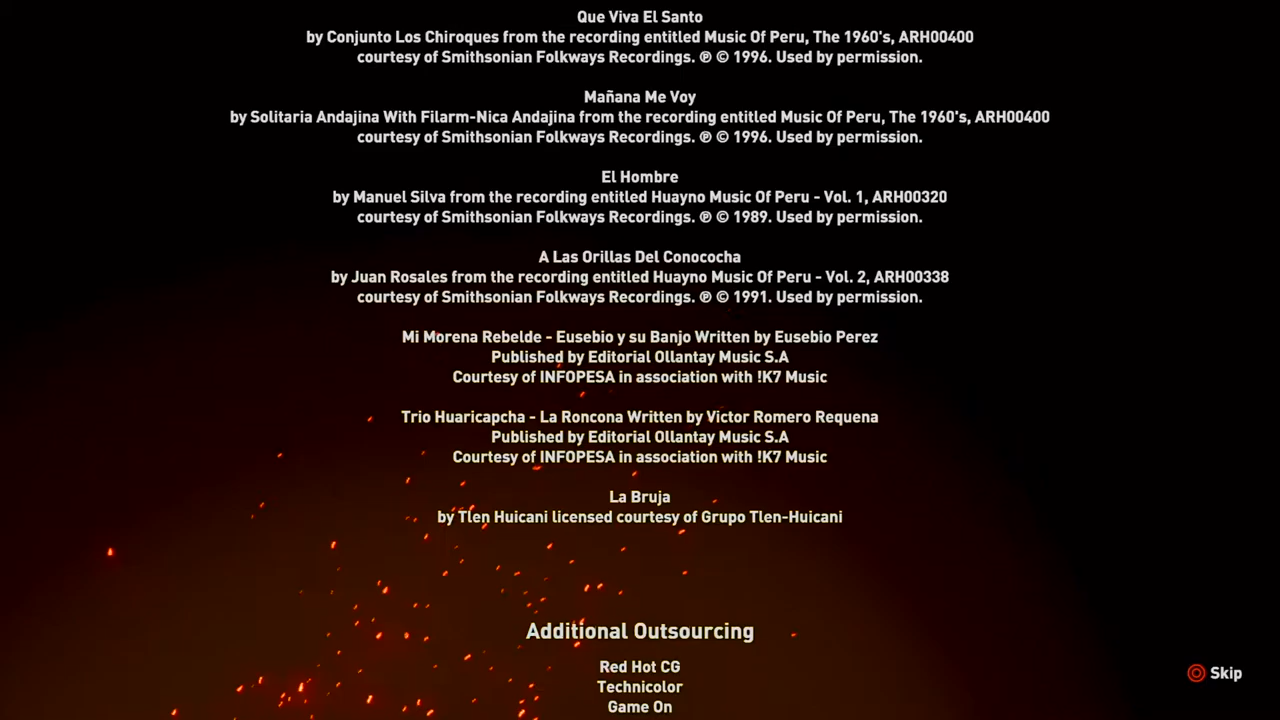 Que Viva El Santo
by Conjunto Los Chiroques from the recording entitled Music Of Peru, The 1960's, ARH00400
courtesy of Smithsonian Folkways Recordings. ℗ © 1996. Used by permission.
Mañana Me Voy
by Solitaria Andajina With Filarm-Nica Andajina from the recording entitled Music Of Peru, The 1960's, ARH00400
courtesy of Smithsonian Folkways Recordings. ℗ © 1996. Used by permission.
El Hombre
by Manuel Silva from the recording entitled Huayno Music Of Peru - Vol. 1, ARH00320
courtesy of Smithsonian Folkways Recordings. ℗ © 1989. Used by permission.
A Las Orillas Del Conococha
by Juan Rosales from the recording entitled Huayno Music Of Peru - Vol. 2, ARH00338
courtesy of Smithsonian Folkways Recordings. ℗ © 1991. Used by permission.
Mi Morena Rebelde - Eusebio y su Banjo Written by Eusebio Perez
Published by Editorial Ollantay Music S.A
Courtesy of INFOPESA in association with !K7 Music
Trio Huaricapcha - La Roncona Written by Victor Romero Requena
Published by Editorial Ollantay Music S.A
Courtesy of INFOPESA in association with !K7 Music
La Bruja
by Tlen Huicani licensed courtesy of Grupo Tlen-Huicani
Additional Outsourcing
Red Hot CG
Skip
Technicolor
Game On